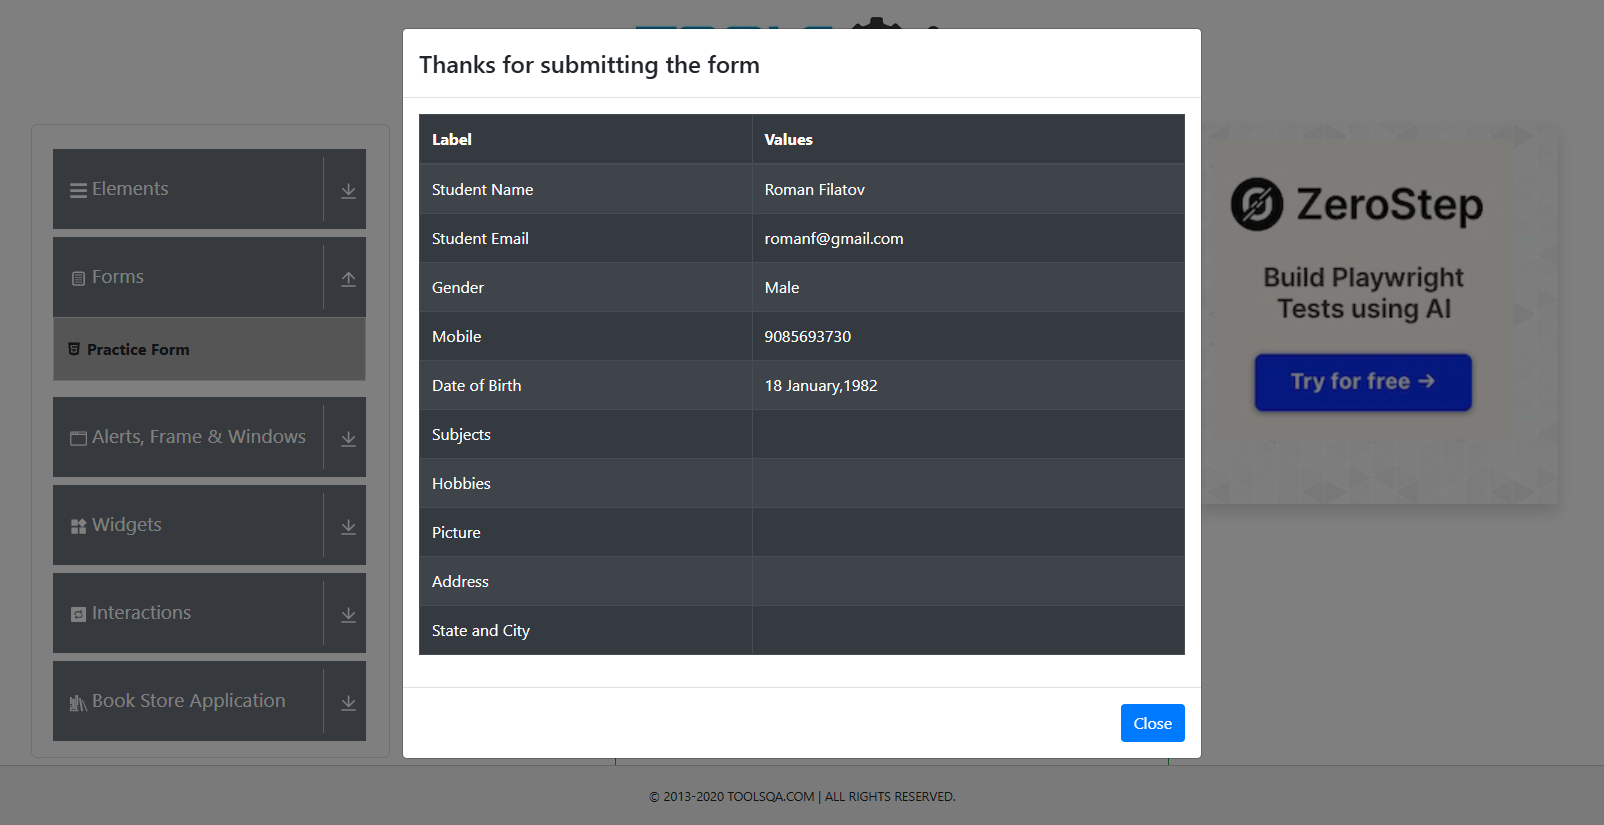 Thanks for submitting the form
Label Values
Student Name Roman Filatov
Student Email romanf@gmail.com
Gender Male
Mobile 9085693730
Date of Birth 18 January,1982
Subjects
Hobbies
Picture
Address
State and City
Close
Elements
Forms
Practice Form
Alerts, Frame & Windows
Widgets
Interactions
Book Store Application
ZeroStep
Build Playwright
Tests using AI
Try for free →
© 2013-2020 TOOLSQA.COM | ALL RIGHTS RESERVED.